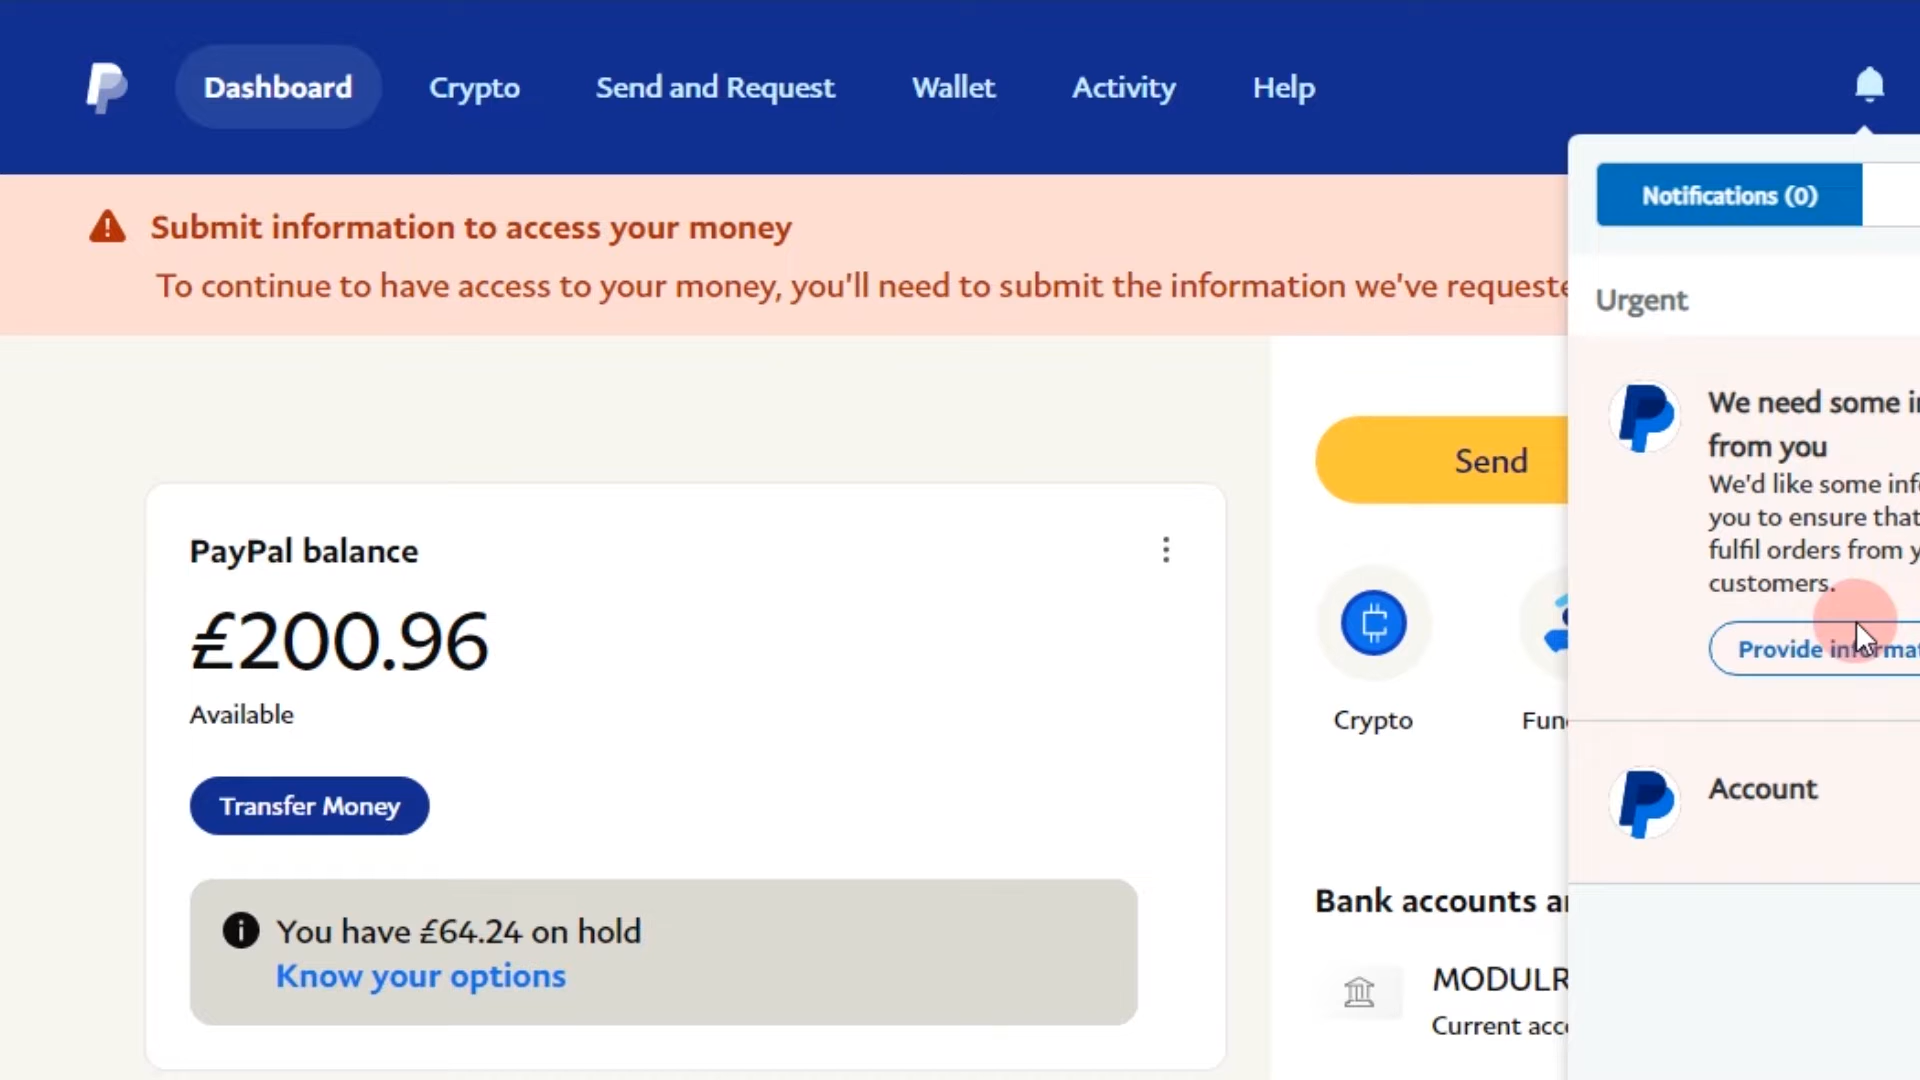 Dashboard
Crypto
Send and Request
Wallet
Activity
Help
Submit information to access your money
To continue to have access to your money, you'll need to submit the information we've requeste
PayPal balance
£200.96
Available
Transfer Money
You have £64.24 on hold
Know your options
Send
Crypto
Fun
Bank accounts a
MODULR
Current acc
Notifications (0)
Urgent
We need some i
from you
We'd like some inf
you to ensure that
fulfil orders from y
customers.
Provide informa
Account